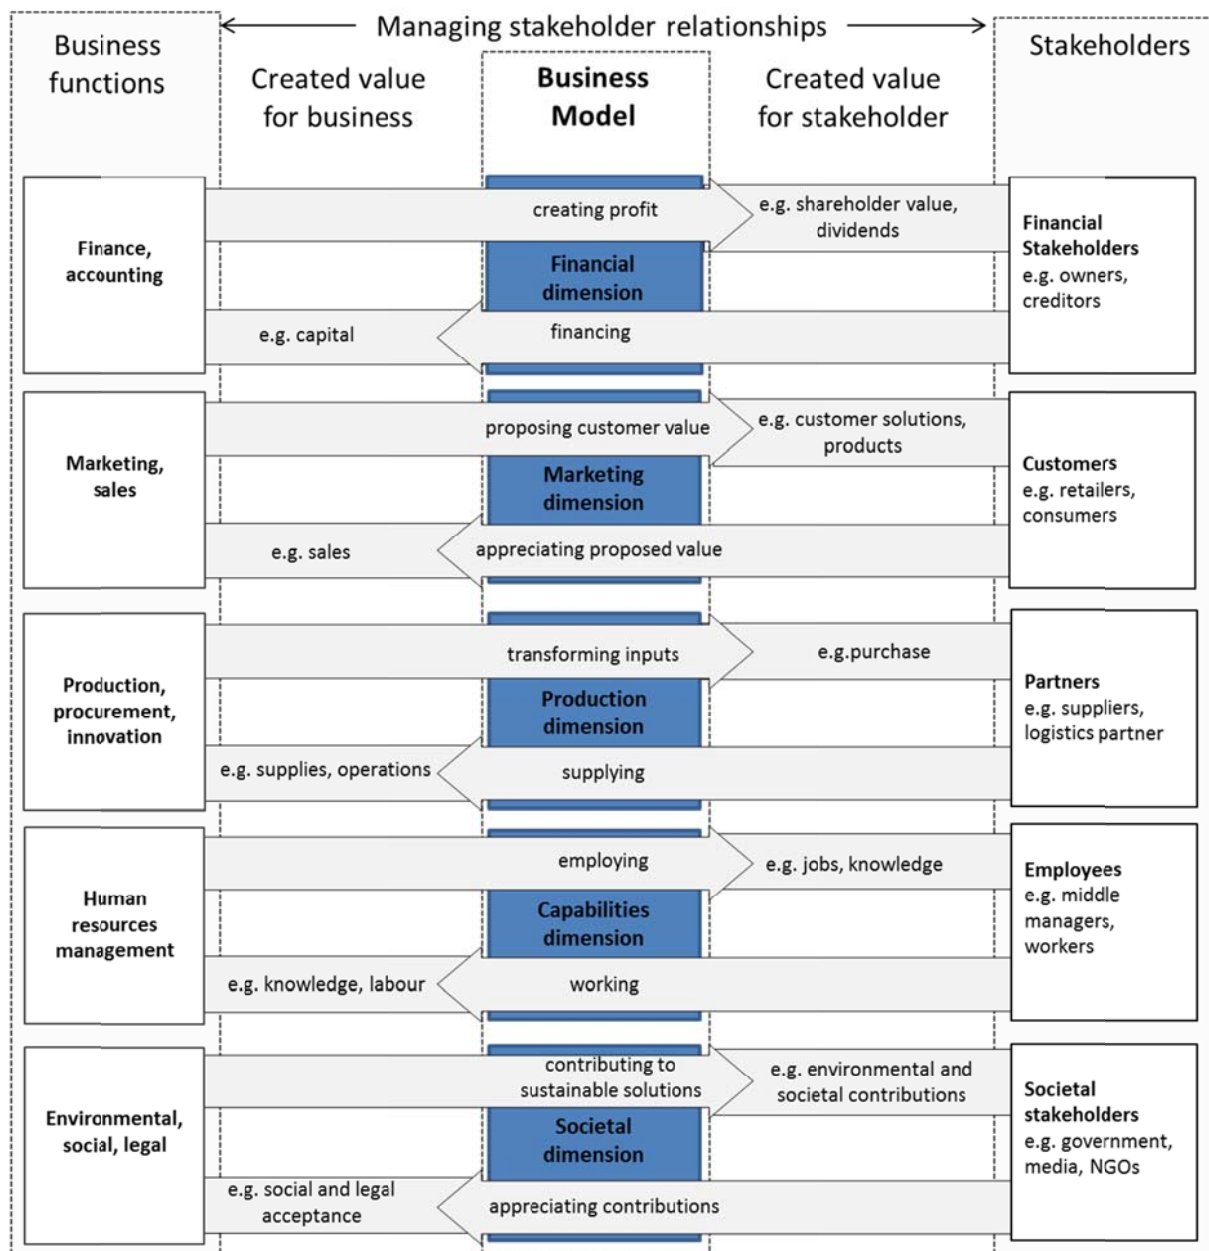 Managing stakeholder relationships
Business
functions
Created value
for business
Business
Model
Created value
for stakeholder
Stakeholders
Finance,
accounting
creating profit
e.g. shareholder value,
dividends
Financial
dimension
e.g. capital
financing
Financial
Stakeholders
e.g. owners,
creditors
Marketing,
sales
proposing customer value
e.g. customer solutions,
products
Marketing
dimension
e.g. sales
appreciating proposed value
Customers
e.g. retailers,
consumers
Production,
procurement,
innovation
transforming inputs
e.g.purchase
Production
dimension
e.g. supplies, operations
supplying
Partners
e.g. suppliers,
logistics partner
Human
resources
management
employing
e.g. jobs, knowledge
Capabilities
dimension
e.g. knowledge, labour
working
Employees
e.g. middle
managers,
workers
Environmental,
social, legal
contributing to
sustainable solutions
e.g. environmental and
societal contributions
Societal
dimension
e.g. social and legal
acceptance
appreciating contributions
Societal
stakeholders
e.g. government,
media, NGOs